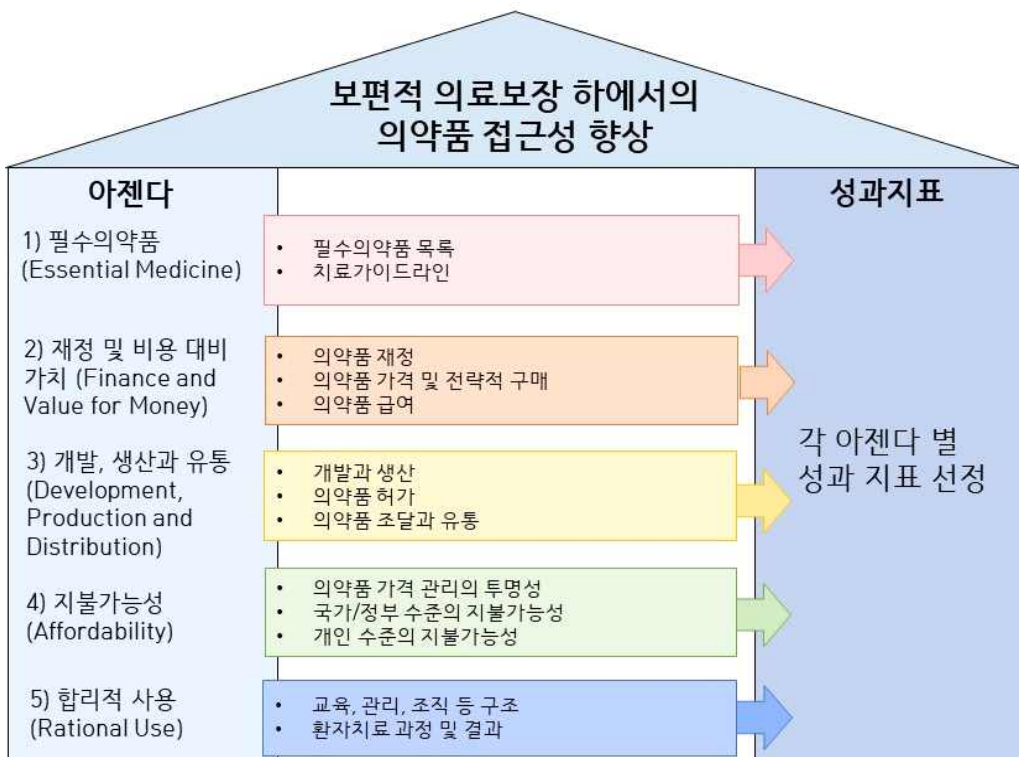 보편적 의료보장 하에서의
의약품 접근성 향상
아젠다
성과지표
1) 필수의약품
(Essential Medicine)
• 필수의약품 목록
• 치료가이드라인
2) 재정 및 비용 대비
가치 (Finance and
Value for Money)
• 의약품 재정
• 의약품 가격 및 전략적 구매
• 의약품 급여
3) 개발, 생산과 유통
(Development,
Production and
Distribution)
• 개발과 생산
• 의약품 허가
• 의약품 조달과 유통
4) 지불가능성
(Affordability)
• 의약품 가격 관리의 투명성
• 국가/정부 수준의 지불가능성
• 개인 수준의 지불가능성
5) 합리적 사용
(Rational Use)
• 교육, 관리, 조직 등 구조
• 환자치료 과정 및 결과
각 아젠다 별
성과 지표 선정